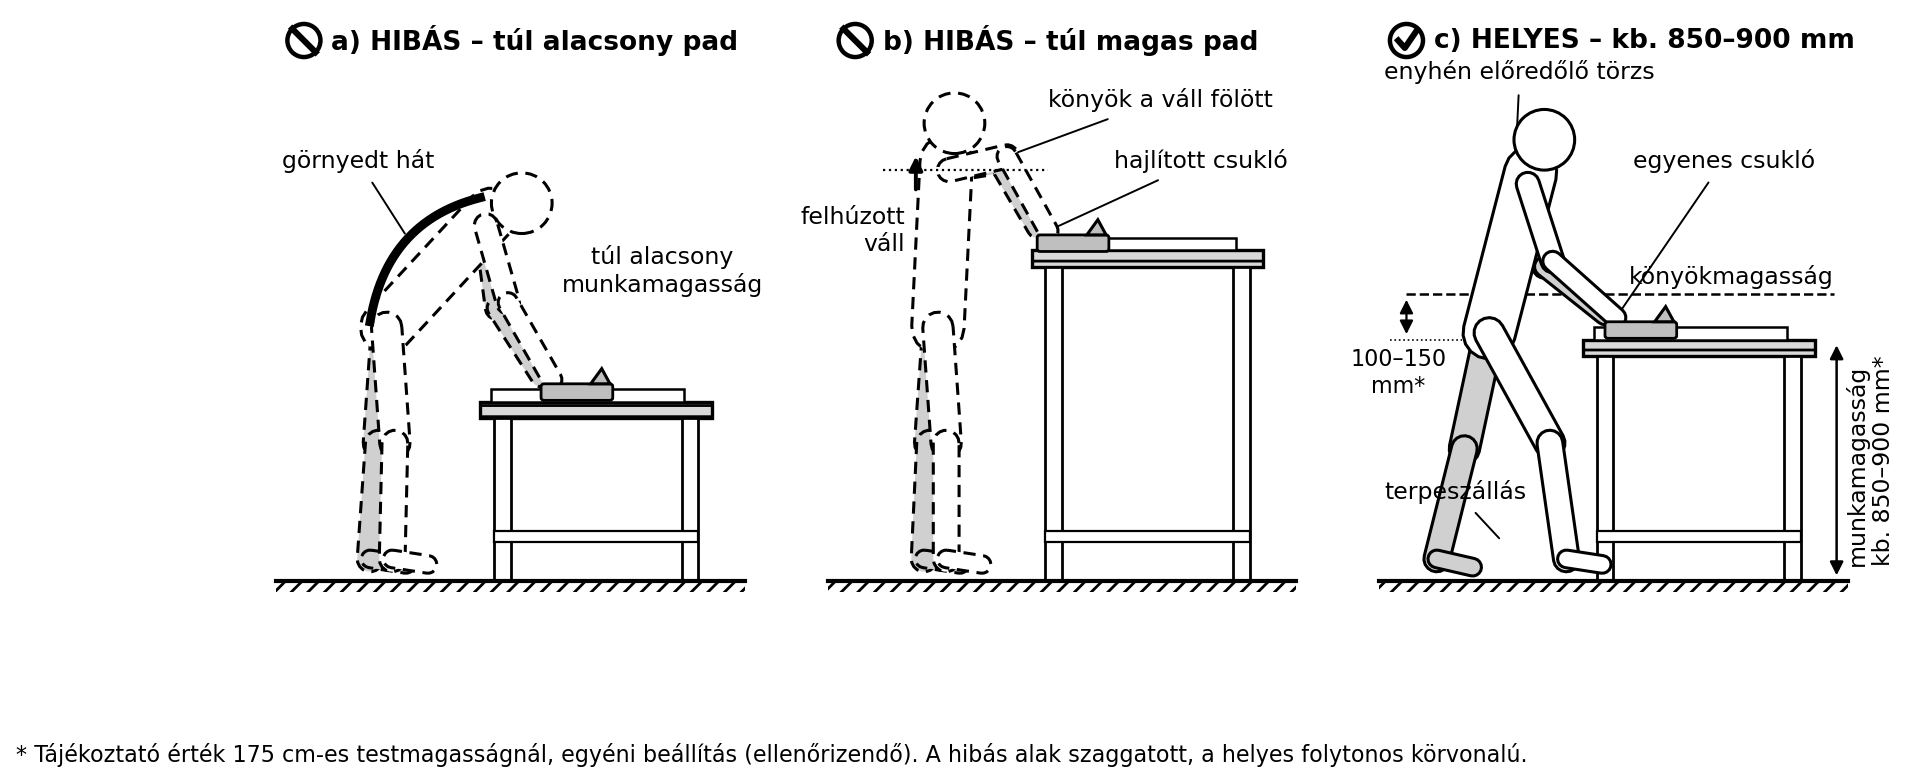 a) HIBÁS – túl alacsony pad
görnyedt hát
túl alacsony
munkamagasság
b) HIBÁS – túl magas pad
könyök a váll fölött
hajlított csukló
felhúzott
váll
c) HELYES – kb. 850–900 mm
enyhén előredőlő törzs
egyenes csukló
könyökmagasság
100–150
mm*
terpeszállás
munkamagasság
kb. 850–900 mm*
* Tájékoztató érték 175 cm-es testmagasságnál, egyéni beállítás (ellenőrizendő). A hibás alak szaggatott, a helyes folytonos körvonalú.